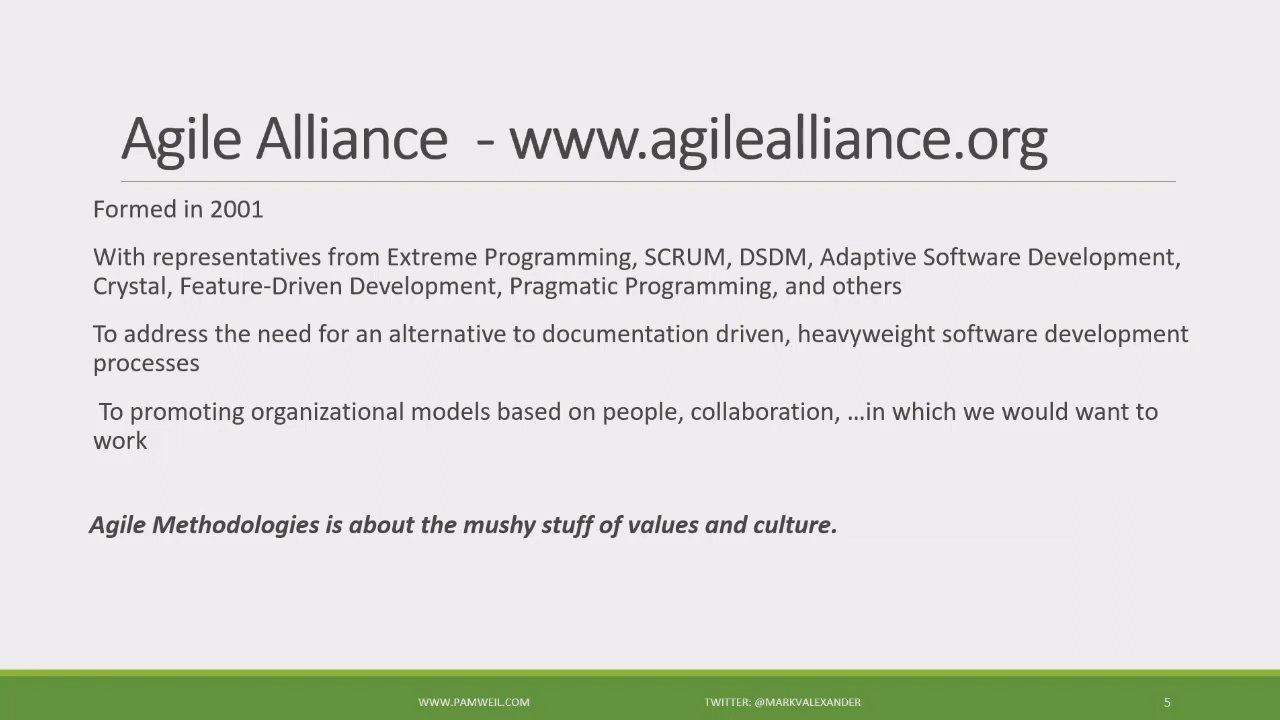 Agile Alliance - www.agilealliance.org
Formed in 2001
With representatives from Extreme Programming, SCRUM, DSDM, Adaptive Software Development,
Crystal, Feature-Driven Development, Pragmatic Programming, and others
To address the need for an alternative to documentation driven, heavyweight software development
processes
To promoting organizational models based on people, collaboration, …in which we would want to
work
Agile Methodologies is about the mushy stuff of values and culture.
WWW.PAMWEIL.COM
TWITTER: @MARKVALEXANDER
5